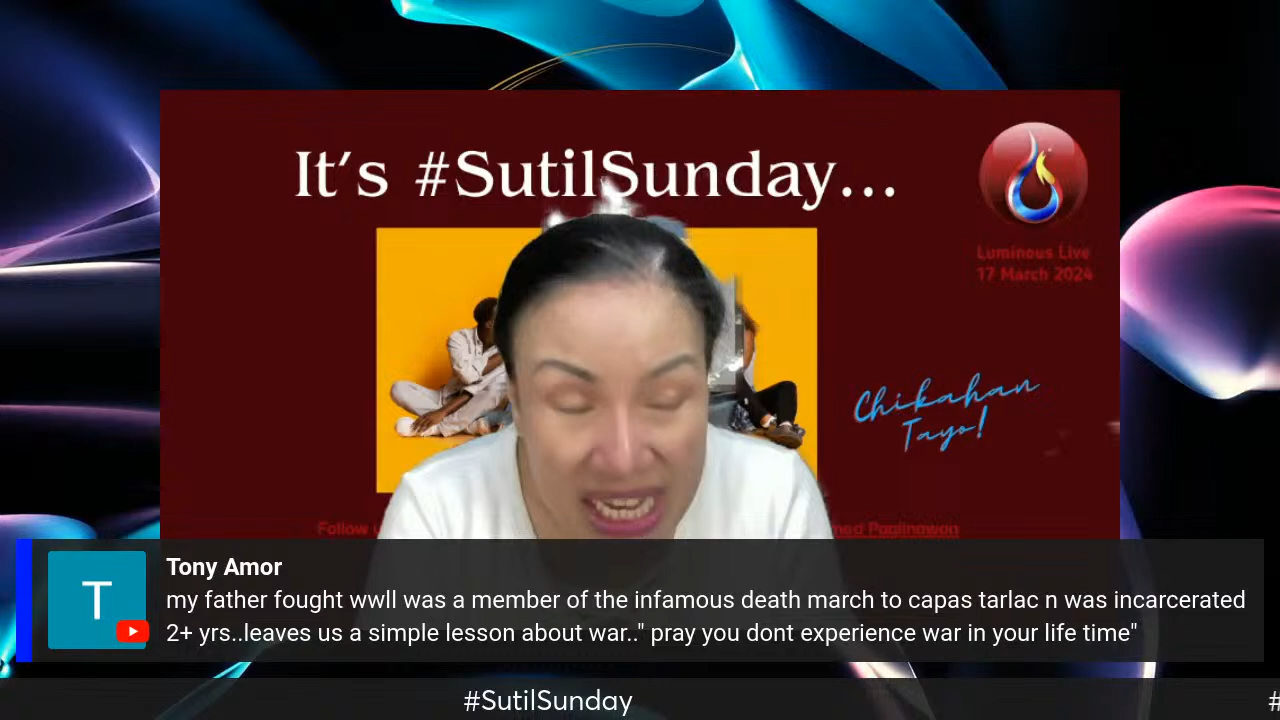 It's #SutilSunday...
Luminous Live
17 March 2024
Chikahan
Tayo!
Follow
Paglinawan
T
Tony Amor
my father fought wwll was a member of the infamous death march to capas tarlac n was incarcerated
2+ yrs..leaves us a simple lesson about war.." pray you dont experience war in your life time"
#SutilSunday
#